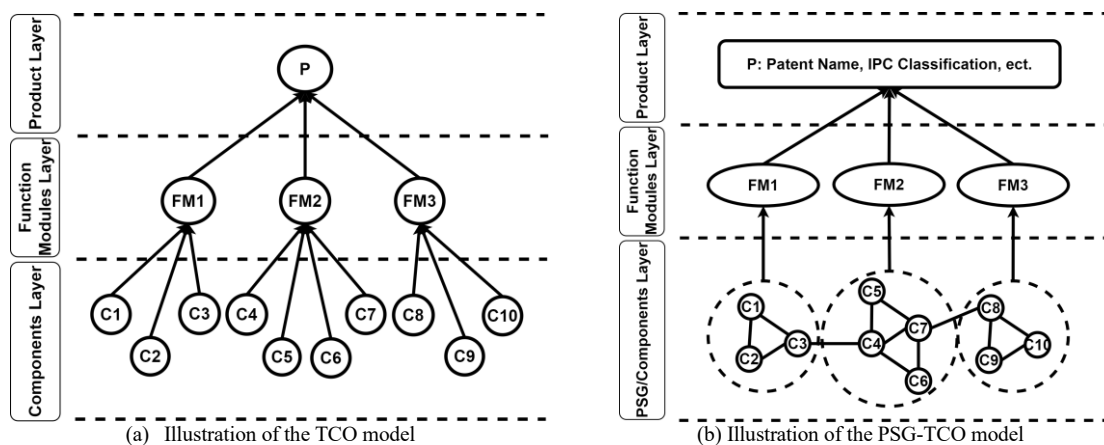 Product Layer
P
Function
Modules Layer
FM1
FM2
FM3
Components Layer
C1
C2
C3
C4
C5
C6
C7
C8
C9
C10
(a) Illustration of the TCO model
Product Layer
P: Patent Name, IPC Classification, ect.
Function
Modules Layer
FM1
FM2
FM3
PSG/Components Layer
C1
C2
C3
C5
C4
C7
C6
C8
C9
C10
(b) Illustration of the PSG-TCO model